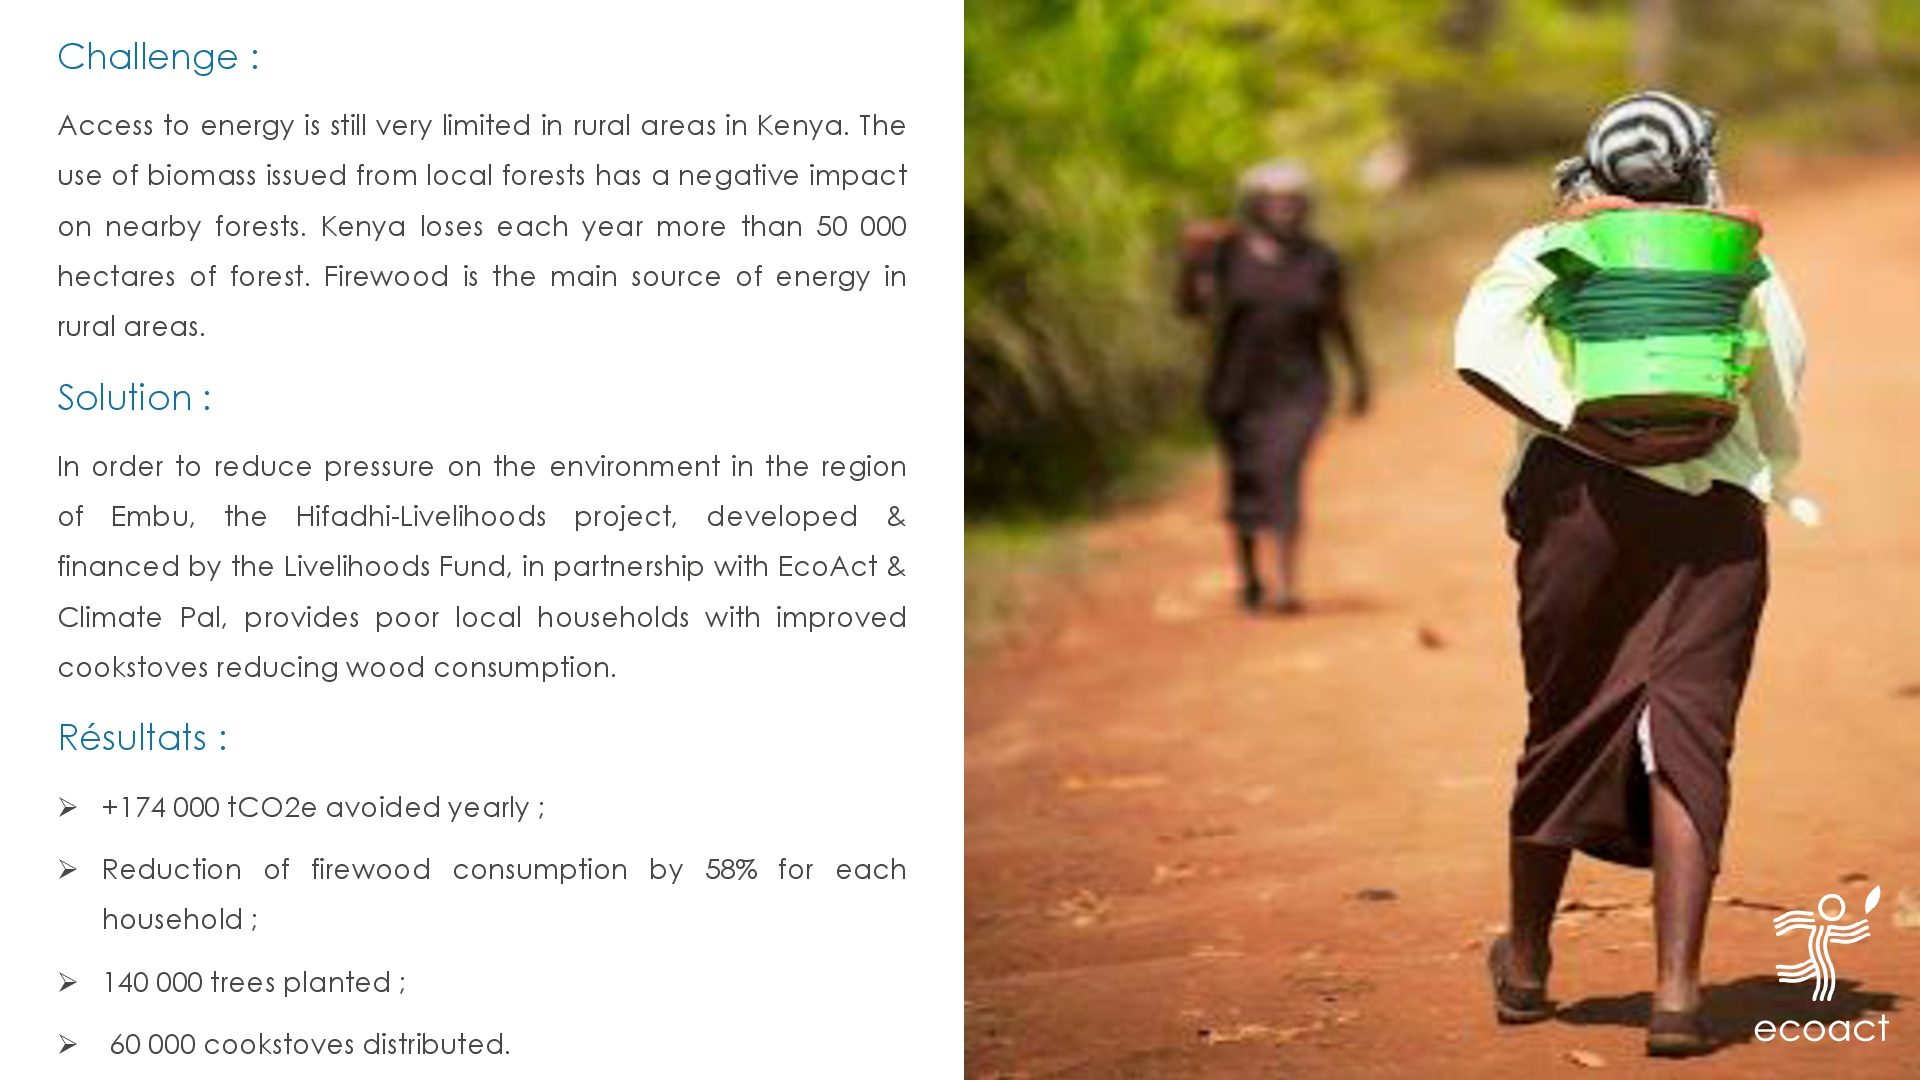 Challenge :
Access to energy is still very limited in rural areas in Kenya. The
use of biomass issued from local forests has a negative impact
on nearby forests. Kenya loses each year more than 50 000
hectares of forest. Firewood is the main source of energy in
rural areas.
Solution :
In order to reduce pressure on the environment in the region
of Embu, the Hifadhi-Livelihoods project, developed &
financed by the Livelihoods Fund, in partnership with EcoAct &
Climate Pal, provides poor local households with improved
cookstoves reducing wood consumption.
Résultats :
➢ +174 000 tCO2e avoided yearly ;
➢ Reduction of firewood consumption by 58% for each
household ;
➢ 140 000 trees planted ;
➢ 60 000 cookstoves distributed.
ecoact